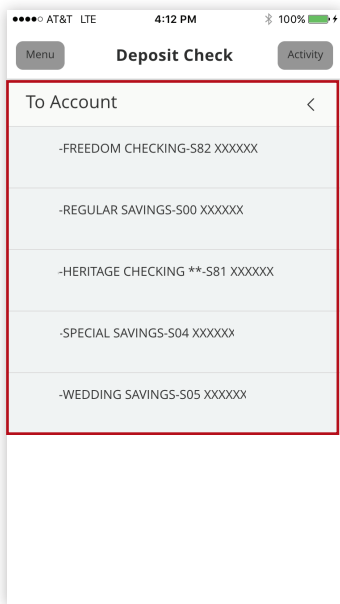 AT&T LTE 4:12 PM 100%
Menu Deposit Check Activity
To Account
-FREEDOM CHECKING-S82 XXXXXX
-REGULAR SAVINGS-S00 XXXXXX
-HERITAGE CHECKING **-S81 XXXXXX
-SPECIAL SAVINGS-S04 XXXXXX
-WEDDING SAVINGS-S05 XXXXXX